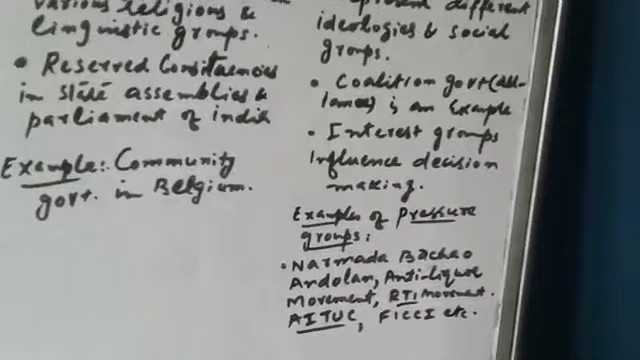 various religions &
linguistic groups.
• Reserved Constituencies
in state assemblies &
parliament of india
Example:- Community
govt. in Belgium.
different
ideologies & social
groups.
• Coalition govt
is an Example
• Interest groups
Influence decision
making.
Examples of pressure
groups:
• Narmada Bachao
Andolan, Anti-liquor
Movement, RTI movement.
AITUC, FICCI etc.